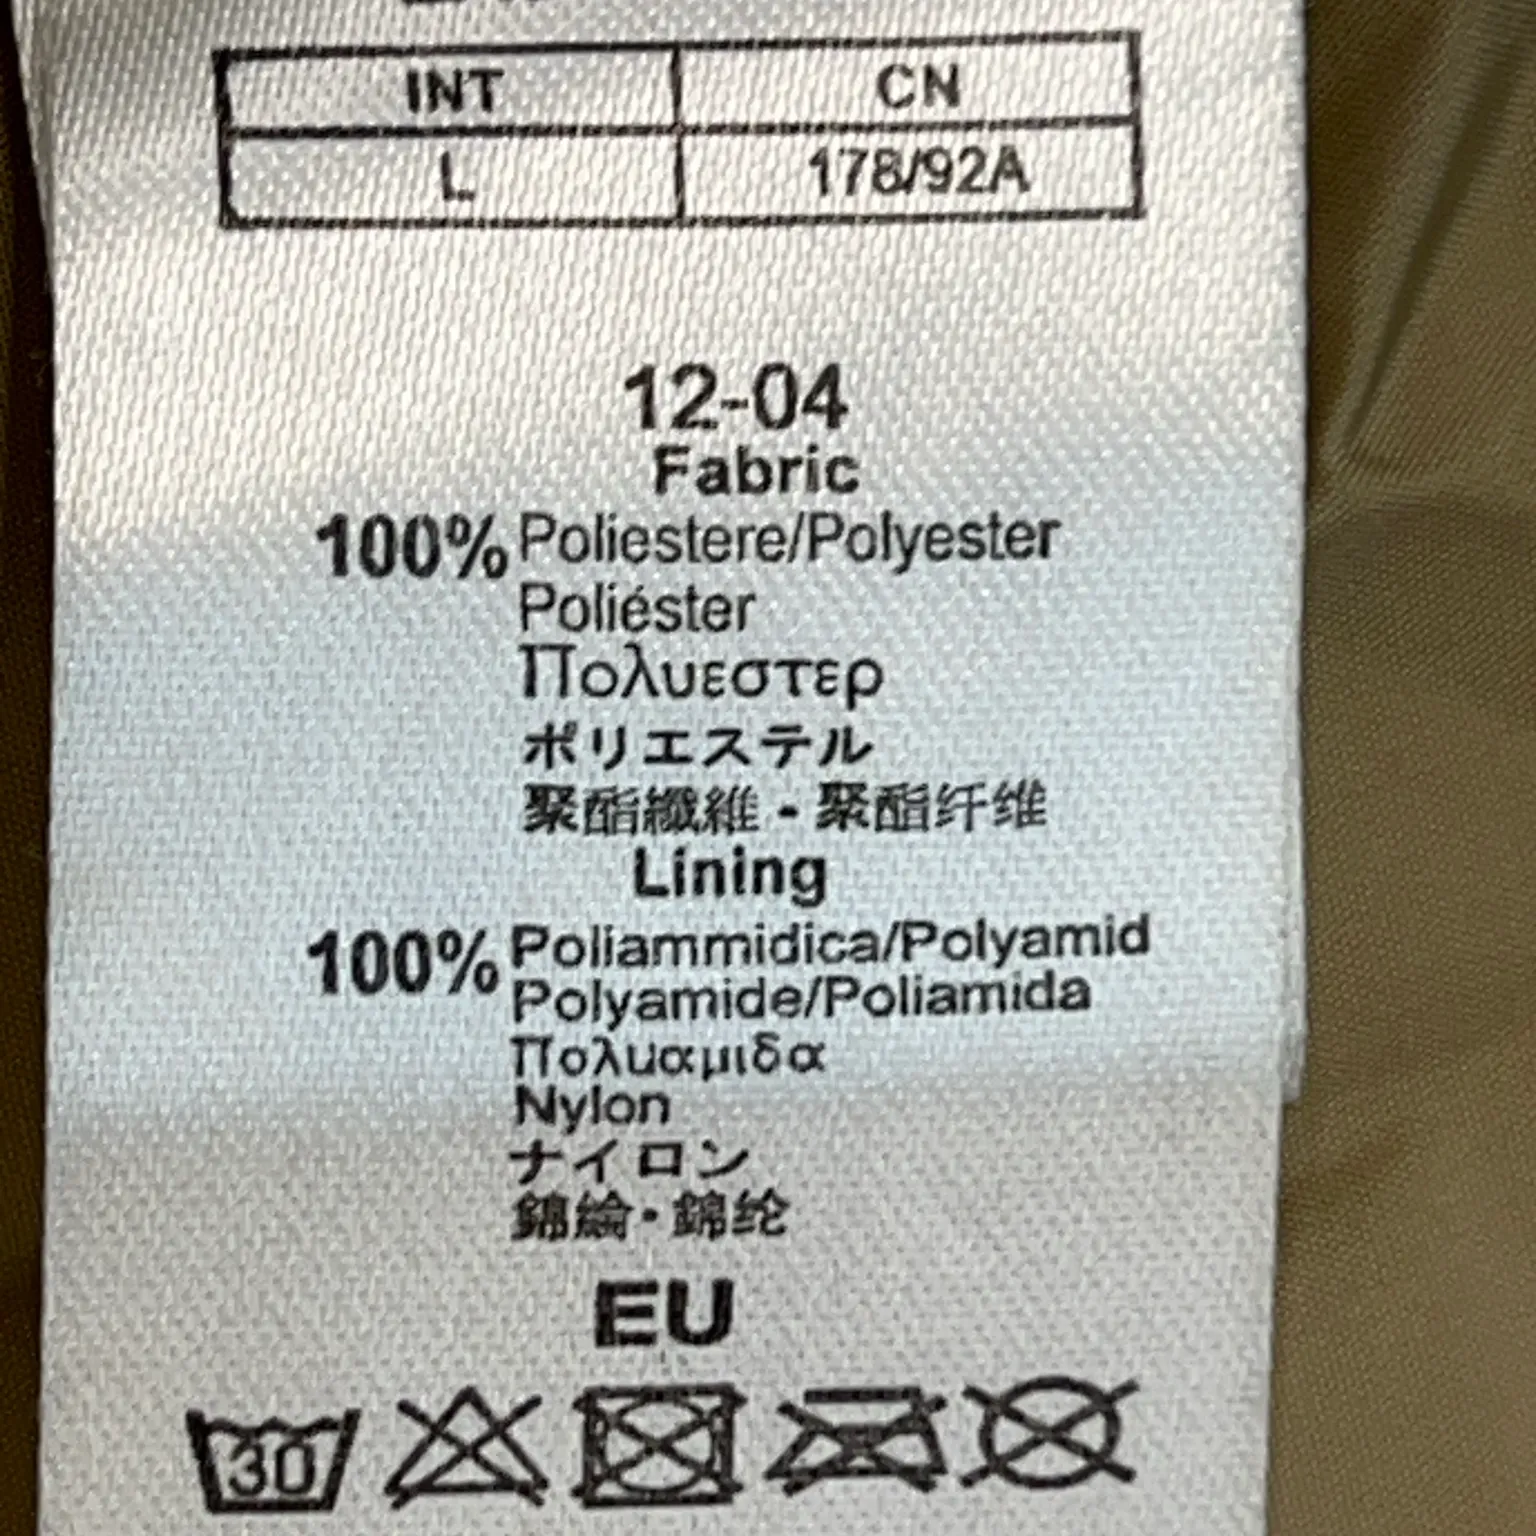 INT CN
L 178/92A
12-04
Fabric
100% Poliestere/Polyester
Poliéster
Πολυεστερ
ポリエステル
聚酯纖維 - 聚酯纤维
Lining
100% Poliammidica/Polyamid
Polyamide/Poliamida
Πολυαμιδα
Nylon
ナイロン
錦綸・錦纶
EU
30